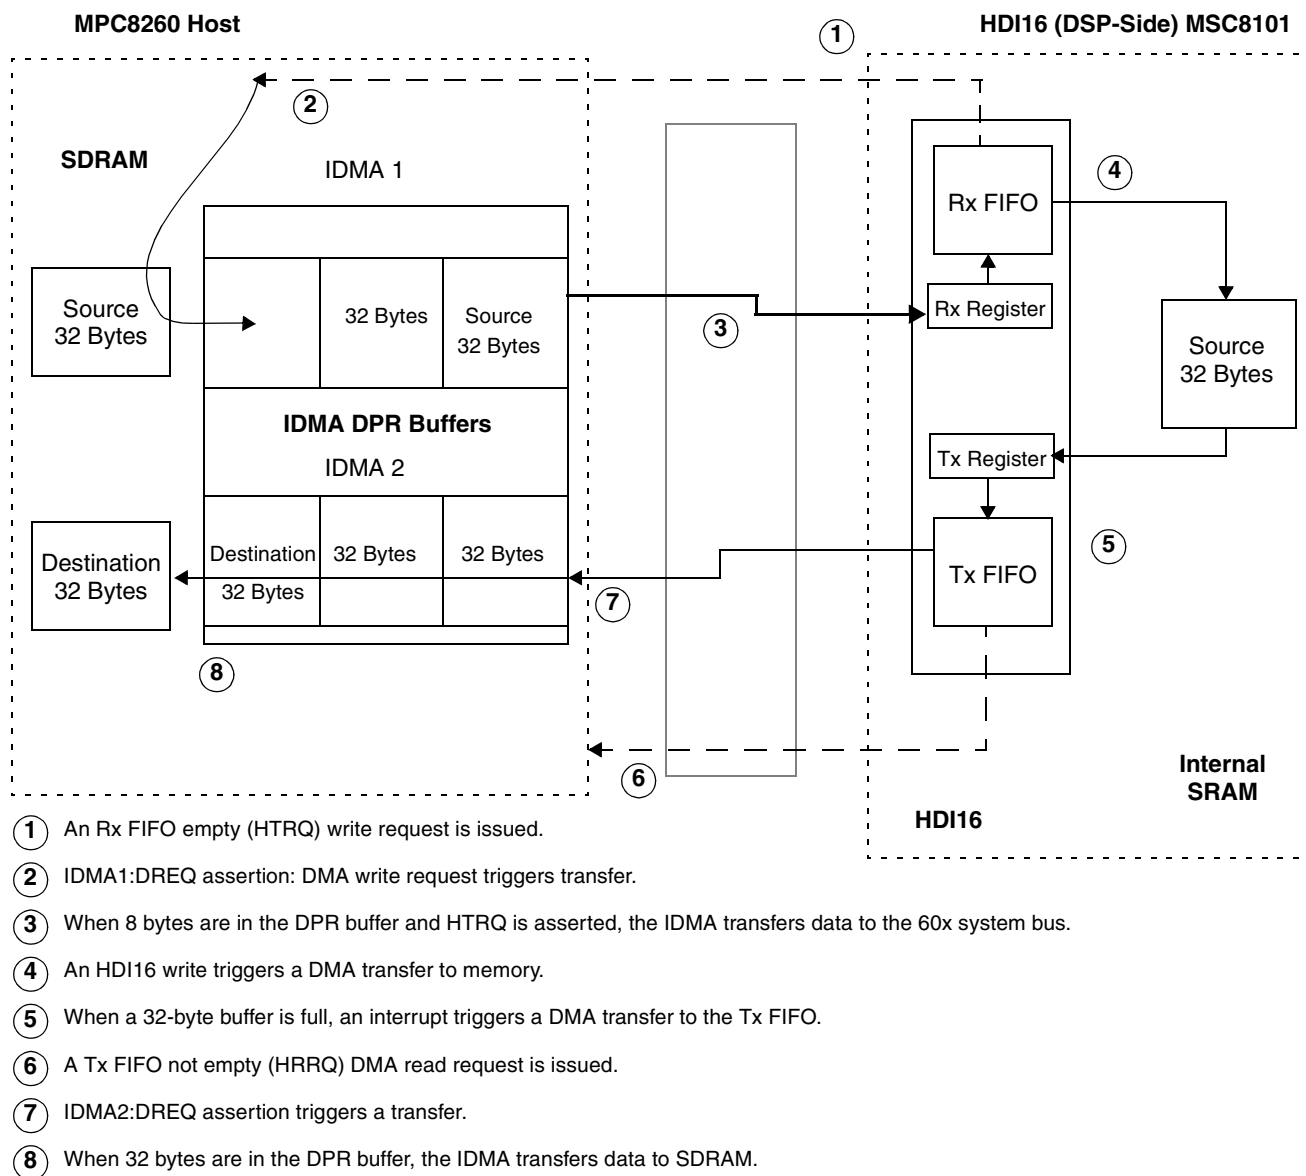 MPC8260 Host
HDI16 (DSP-Side) MSC8101
1
2
SDRAM
IDMA 1
Rx FIFO
4
Source
32 Bytes
32 Bytes
Source
32 Bytes
3
Rx Register
Source
32 Bytes
IDMA DPR Buffers
IDMA 2
Tx Register
Destination
32 Bytes
Destination
32 Bytes
32 Bytes
32 Bytes
7
Tx FIFO
5
8
6
Internal
SRAM
HDI16
1 An Rx FIFO empty (HTRQ) write request is issued.
2 IDMA1:DREQ assertion: DMA write request triggers transfer.
3 When 8 bytes are in the DPR buffer and HTRQ is asserted, the IDMA transfers data to the 60x system bus.
4 An HDI16 write triggers a DMA transfer to memory.
5 When a 32-byte buffer is full, an interrupt triggers a DMA transfer to the Tx FIFO.
6 A Tx FIFO not empty (HRRQ) DMA read request is issued.
7 IDMA2:DREQ assertion triggers a transfer.
8 When 32 bytes are in the DPR buffer, the IDMA transfers data to SDRAM.